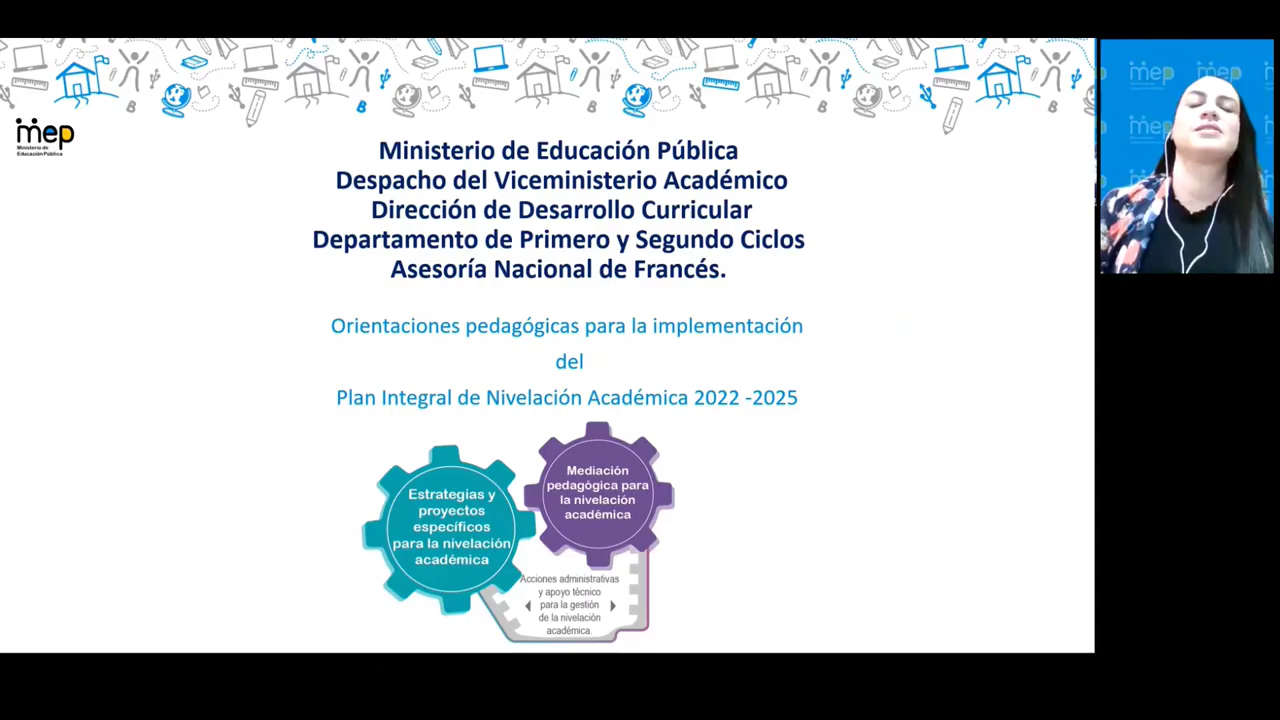 mep
Ministerio de
Educación Pública
Ministerio de Educación Pública
Despacho del Viceministerio Académico
Dirección de Desarrollo Curricular
Departamento de Primero y Segundo Ciclos
Asesoría Nacional de Francés.
Orientaciones pedagógicas para la implementación
del
Plan Integral de Nivelación Académica 2022 -2025
Estrategias y
proyectos
específicos
para la nivelación
académica
Mediación
pedagógica para
la nivelación
académica
Acciones administrativas
y apoyo técnico
para la gestión
de la nivelación
académica.
mep mep
mep